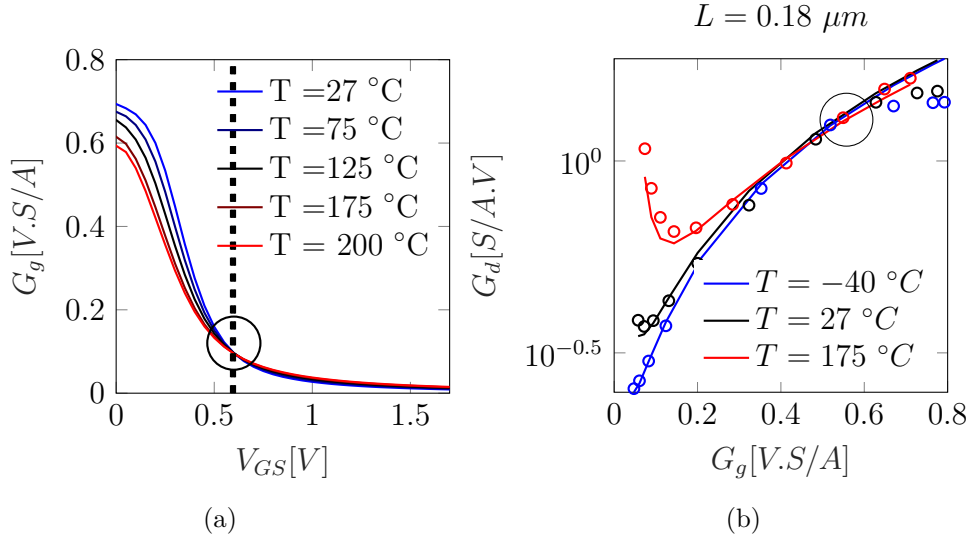 L = 0.18 μm
0.8
0.6
0.4
0.2
0
G_g[V.S/A]
T =27 °C
T =75 °C
T =125 °C
T =175 °C
T = 200 °C
0 0.5 1 1.5
V_{GS}[V]
(a)
10^0
10^{-0.5}
G_d[S/A.V]
T = −40 °C
T = 27 °C
T = 175 °C
0 0.2 0.4 0.6 0.8
G_g[V.S/A]
(b)